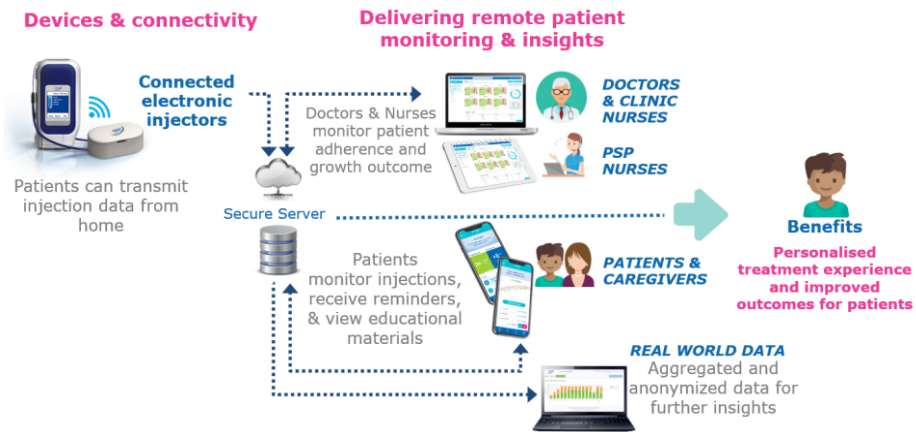 Devices & connectivity
Connected
electronic
injectors
Patients can transmit
injection data from
home
Delivering remote patient
monitoring & insights
Doctors & Nurses
monitor patient
adherence and
growth outcome
DOCTORS
& CLINIC
NURSES
PSP
NURSES
Secure Server
Patients
monitor injections,
receive reminders,
& view educational
materials
PATIENTS &
CAREGIVERS
REAL WORLD DATA
Aggregated and
anonymized data for
further insights
Benefits
Personalised
treatment experience
and improved
outcomes for patients